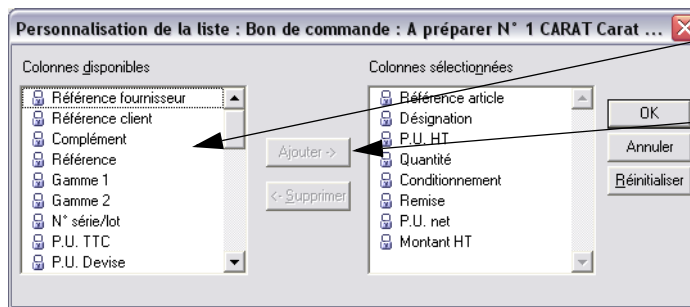 Personnalisation de la liste : Bon de commande : A préparer N° 1 CARAT Carat ...
Colonnes disponibles
Référence fournisseur
Référence client
Complément
Référence
Gamme 1
Gamme 2
N° série/lot
P.U. TTC
P.U. Devise
Ajouter ->
<- Supprimer
Colonnes sélectionnées
Référence article
Désignation
P.U. HT
Quantité
Conditionnement
Remise
P.U. net
Montant HT
OK
Annuler
Réinitialiser